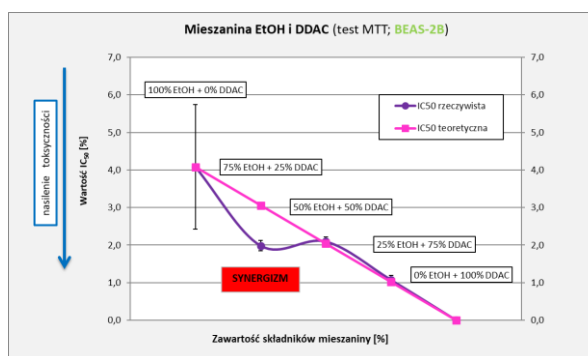 Mieszanina EtOH i DDAC (test MTT; BEAS-2B)
nasilenie toksyczności
Wartość IC₅₀ [%]
7,0
6,0
5,0
4,0
3,0
2,0
1,0
0,0
100% EtOH + 0% DDAC
75% EtOH + 25% DDAC
50% EtOH + 50% DDAC
25% EtOH + 75% DDAC
0% EtOH + 100% DDAC
SYNERGIZM
IC50 rzeczywista
IC50 teoretyczna
7,0
6,0
5,0
4,0
3,0
2,0
1,0
0,0
Zawartość składników mieszaniny [%]